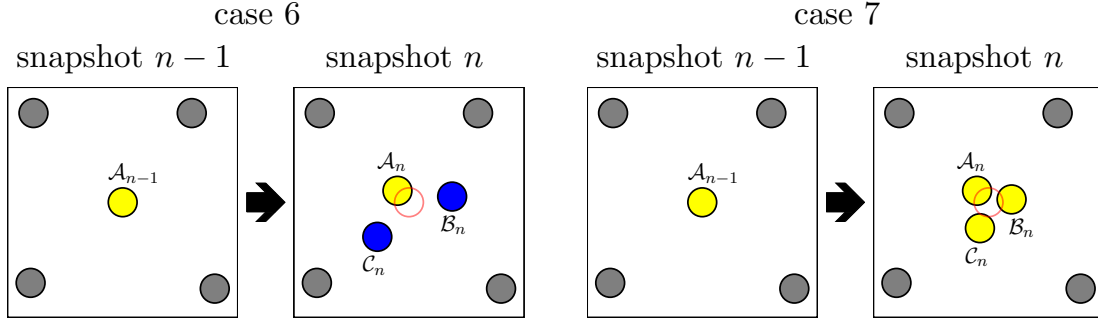 case 6
case 7
snapshot n − 1
snapshot n
snapshot n − 1
snapshot n
𝒜ₙ₋₁
𝒜ₙ
ℬₙ
𝒞ₙ
𝒜ₙ₋₁
𝒜ₙ
ℬₙ
𝒞ₙ